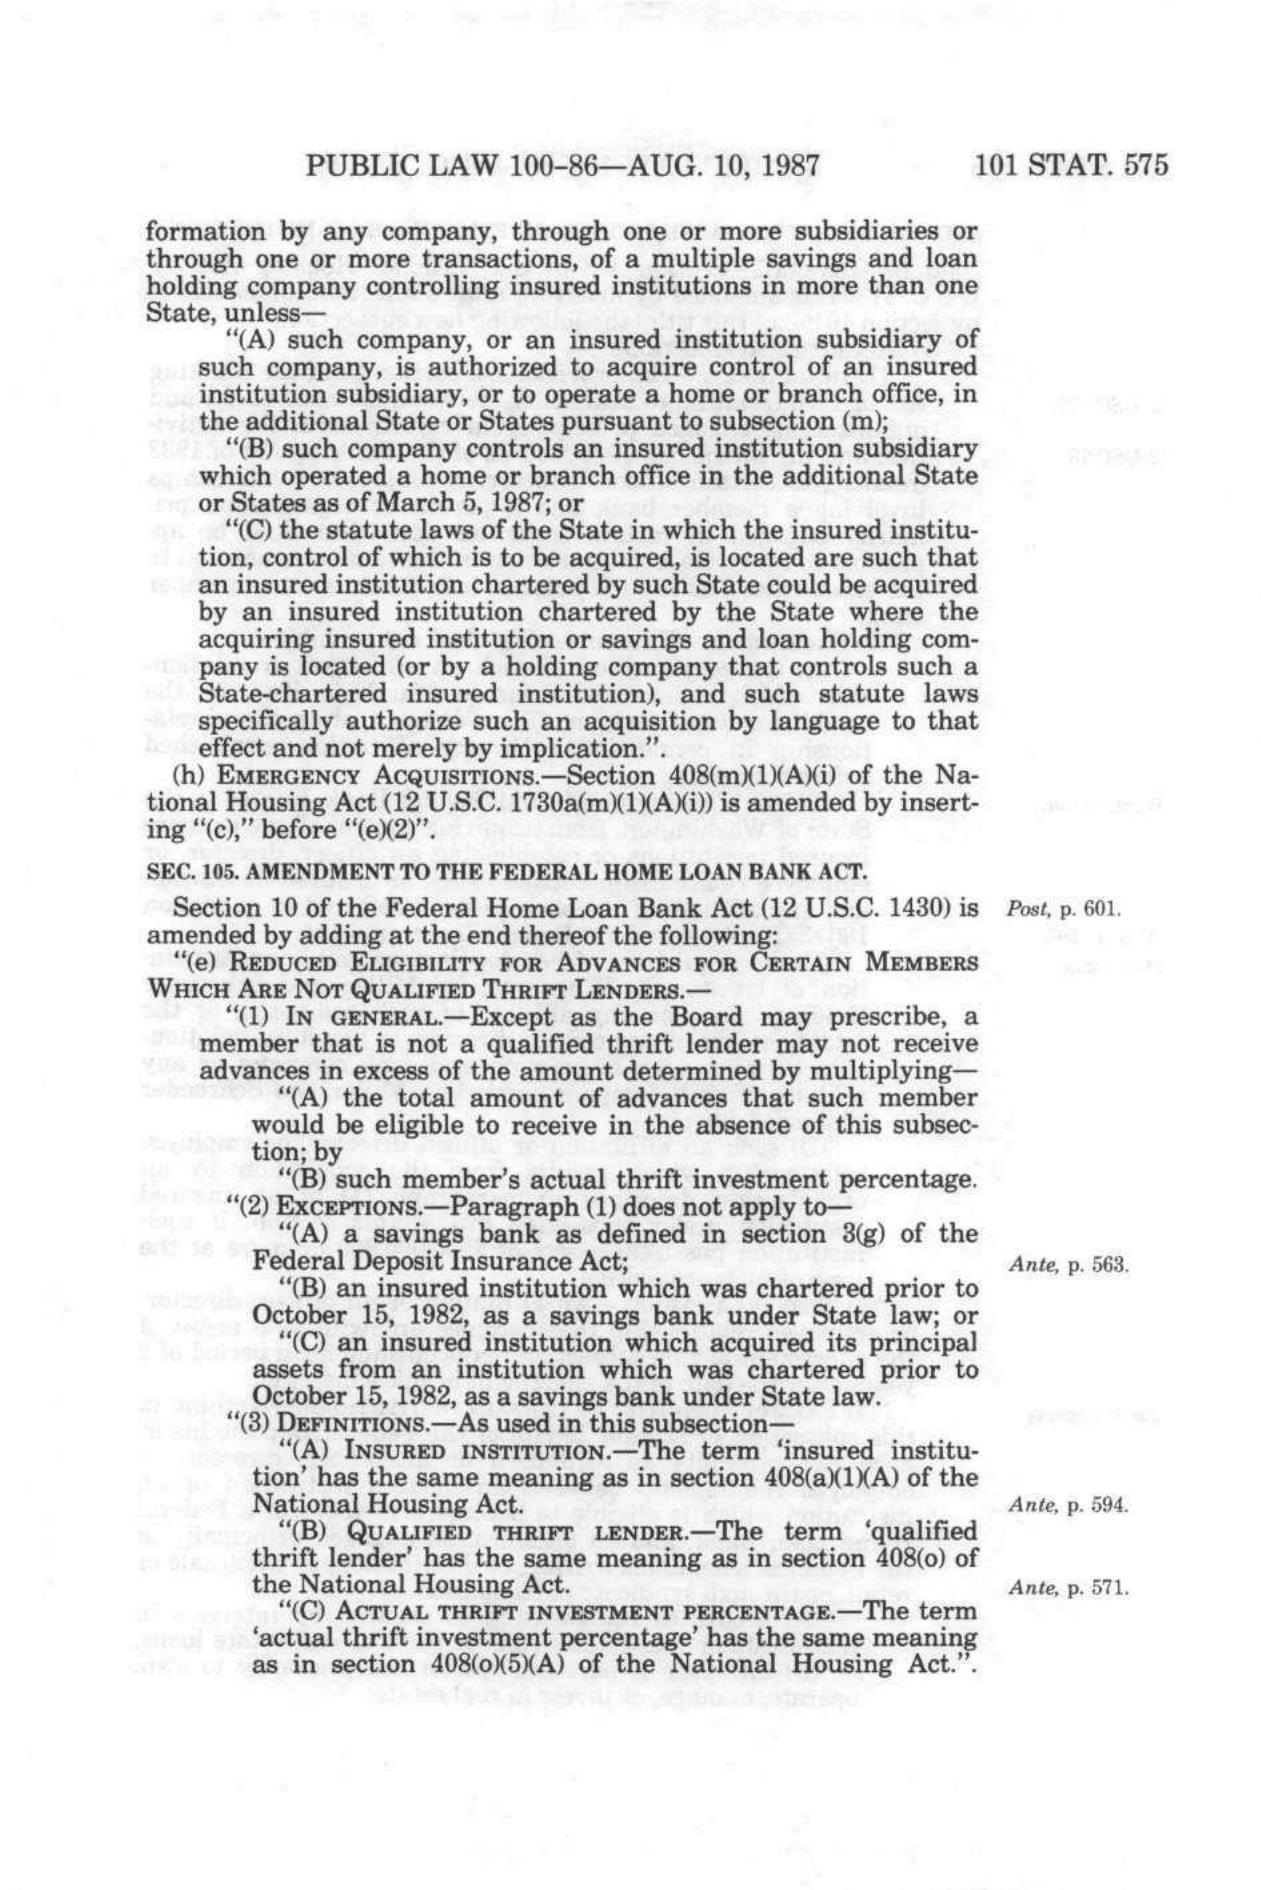 PUBLIC LAW 100-86—AUG. 10, 1987 101 STAT. 575
formation by any company, through one or more subsidiaries or
through one or more transactions, of a multiple savings and loan
holding company controlling insured institutions in more than one
State, unless—
"(A) such company, or an insured institution subsidiary of
such company, is authorized to acquire control of an insured
institution subsidiary, or to operate a home or branch office, in
the additional State or States pursuant to subsection (m);
"(B) such company controls an insured institution subsidiary
which operated a home or branch office in the additional State
or States as of March 5, 1987; or
"(C) the statute laws of the State in which the insured institu-
tion, control of which is to be acquired, is located are such that
an insured institution chartered by such State could be acquired
by an insured institution chartered by the State where the
acquiring insured institution or savings and loan holding com-
pany is located (or by a holding company that controls such a
State-chartered insured institution), and such statute laws
specifically authorize such an acquisition by language to that
effect and not merely by implication.".
(h) EMERGENCY ACQUISITIONS.—Section 408(m)(1)(A)(i) of the Na-
tional Housing Act (12 U.S.C. 1730a(m)(1)(A)(i)) is amended by insert-
ing "(c)," before "(e)(2)".
SEC. 105. AMENDMENT TO THE FEDERAL HOME LOAN BANK ACT.
Section 10 of the Federal Home Loan Bank Act (12 U.S.C. 1430) is Post, p. 601.
amended by adding at the end thereof the following:
"(e) REDUCED ELIGIBILITY FOR ADVANCES FOR CERTAIN MEMBERS
WHICH ARE NOT QUALIFIED THRIFT LENDERS.—
"(1) IN GENERAL.—Except as the Board may prescribe, a
member that is not a qualified thrift lender may not receive
advances in excess of the amount determined by multiplying—
"(A) the total amount of advances that such member
would be eligible to receive in the absence of this subsec-
tion; by
"(B) such member's actual thrift investment percentage.
"(2) EXCEPTIONS.—Paragraph (1) does not apply to—
"(A) a savings bank as defined in section 3(g) of the
Federal Deposit Insurance Act; Ante, p. 563.
"(B) an insured institution which was chartered prior to
October 15, 1982, as a savings bank under State law; or
"(C) an insured institution which acquired its principal
assets from an institution which was chartered prior to
October 15, 1982, as a savings bank under State law.
"(3) DEFINITIONS.—As used in this subsection—
"(A) INSURED INSTITUTION.—The term 'insured institu-
tion' has the same meaning as in section 408(a)(1)(A) of the
National Housing Act. Ante, p. 594.
"(B) QUALIFIED THRIFT LENDER.—The term 'qualified
thrift lender' has the same meaning as in section 408(o) of
the National Housing Act. Ante, p. 571.
"(C) ACTUAL THRIFT INVESTMENT PERCENTAGE.—The term
'actual thrift investment percentage' has the same meaning
as in section 408(o)(5)(A) of the National Housing Act.".